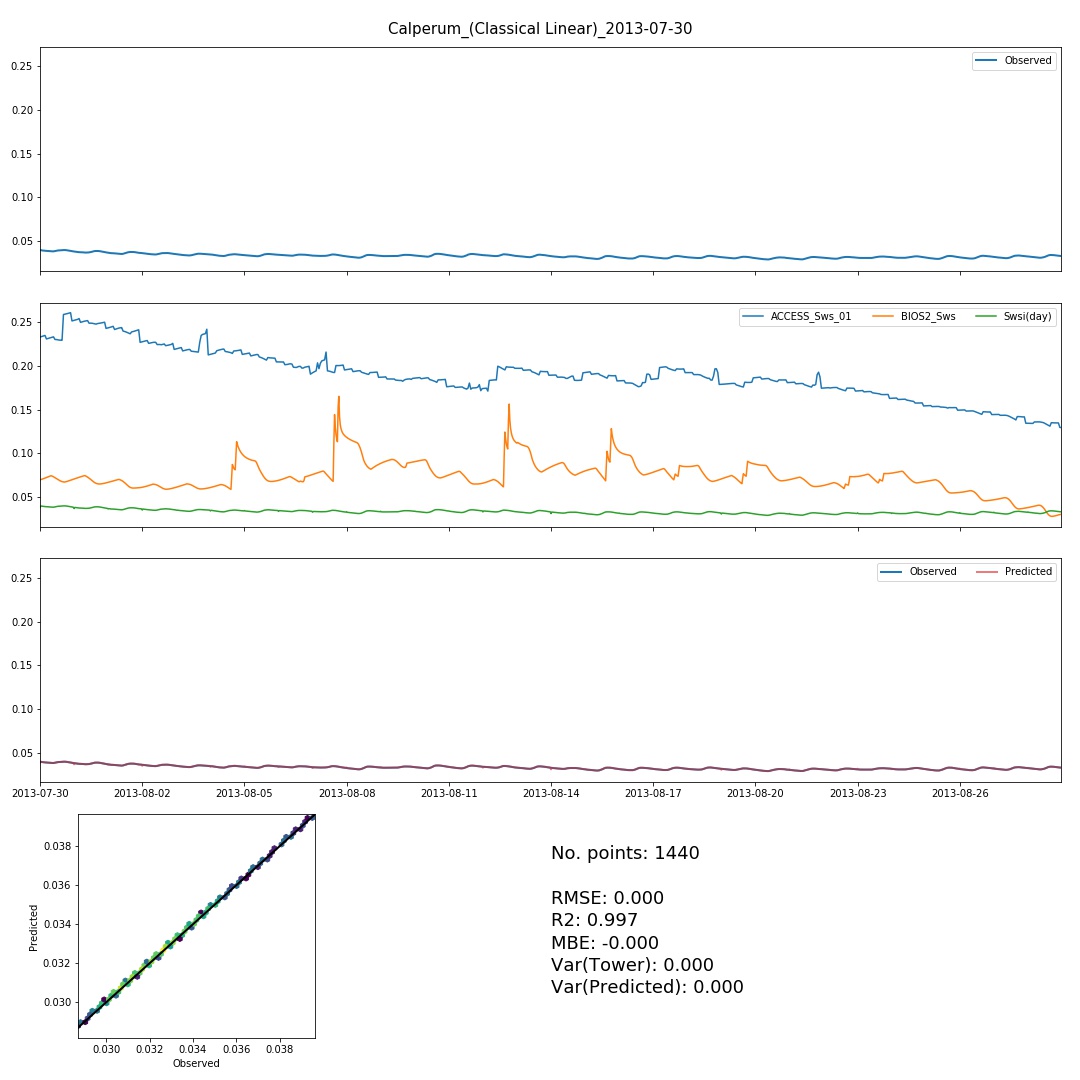 Calperum_(Classical Linear)_2013-07-30
Observed
0.25
0.20
0.15
0.10
0.05
ACCESS_Sws_01 BIOS2_Sws Swsi(day)
0.25
0.20
0.15
0.10
0.05
Observed Predicted
0.25
0.20
0.15
0.10
0.05
2013-07-30 2013-08-02 2013-08-05 2013-08-08 2013-08-11 2013-08-14 2013-08-17 2013-08-20 2013-08-23 2013-08-26
Predicted
0.038
0.036
0.034
0.032
0.030
0.030 0.032 0.034 0.036 0.038
Observed
No. points: 1440
RMSE: 0.000
R2: 0.997
MBE: -0.000
Var(Tower): 0.000
Var(Predicted): 0.000